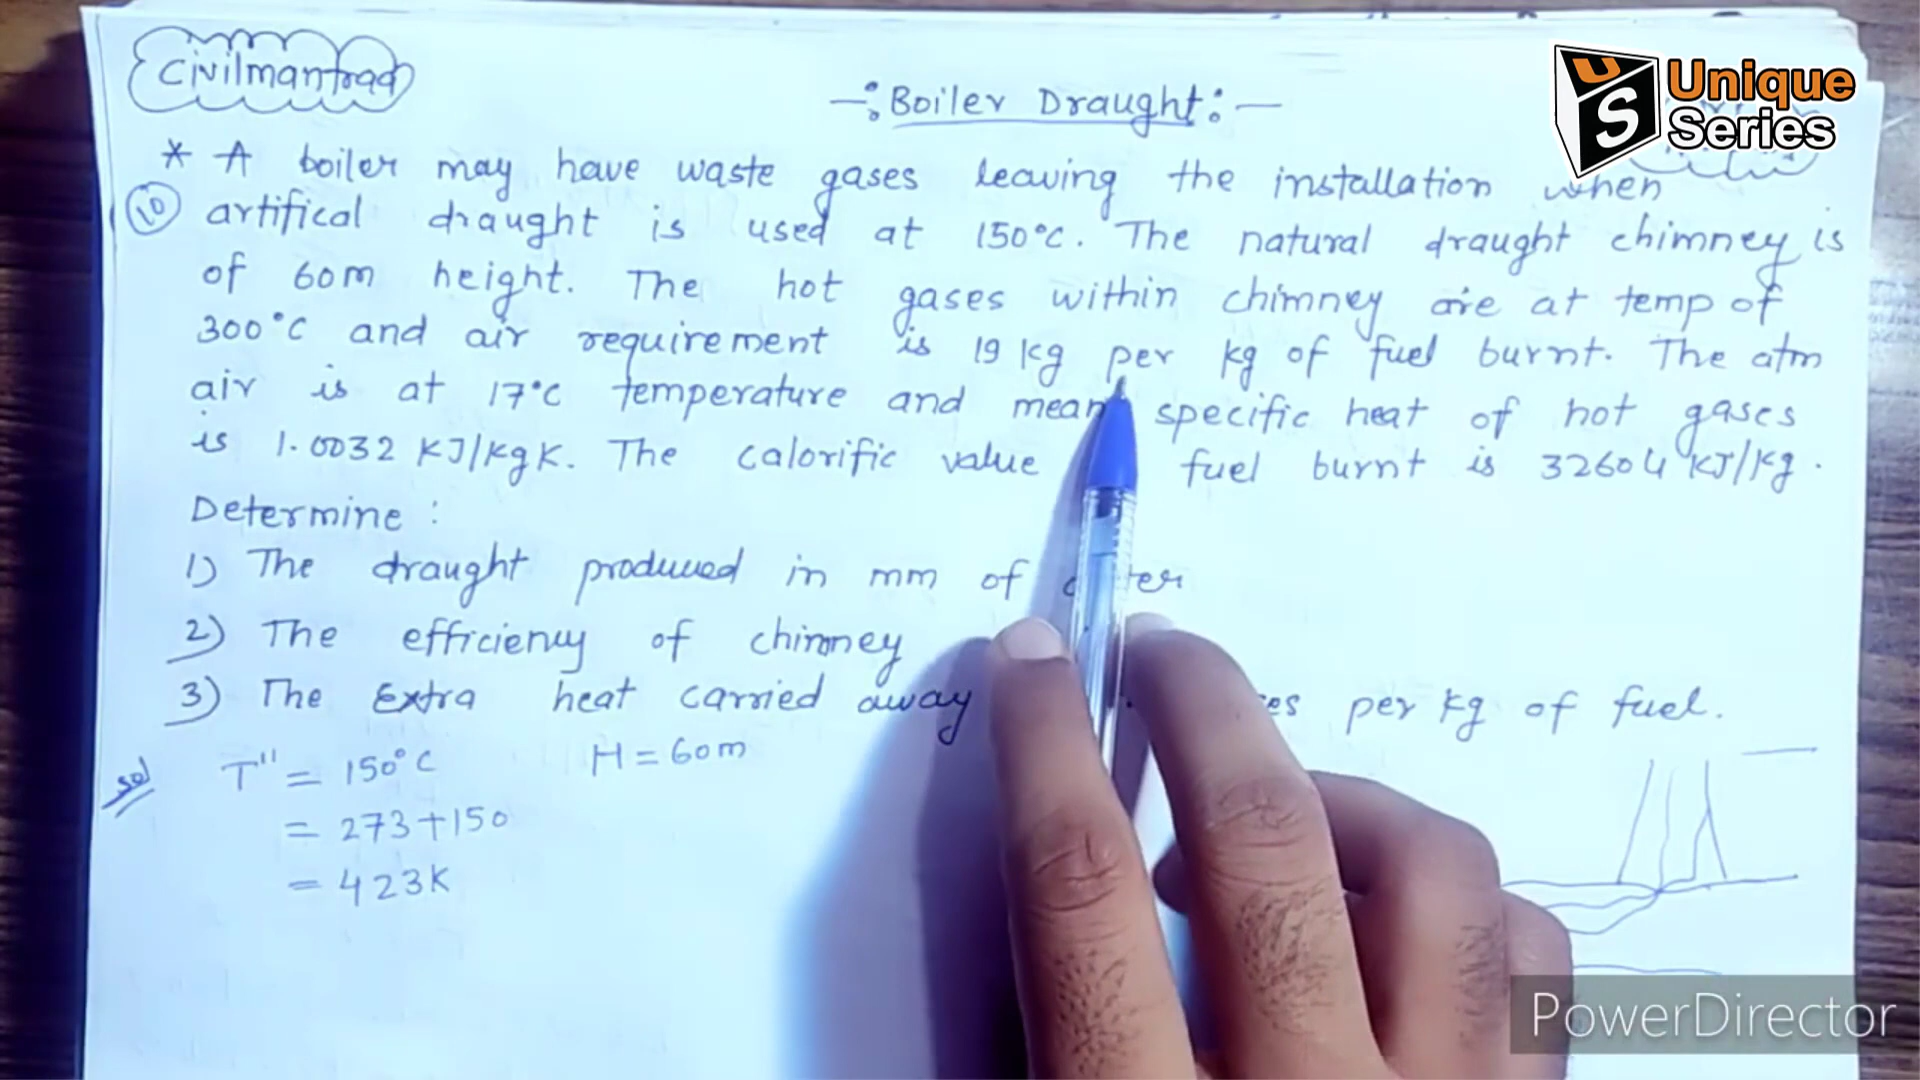 Civilmantraa
-: Boiler Draught :-
Unique
Series
US
* A boiler may have waste gases leaving the installation when
10 artifical draught is used at 150°C. The natural draught chimney is
of 60m height. The hot gases within chimney are at temp of
300°C and air requirement is 19 kg per kg of fuel burnt. The atm
air is at 17°C temperature and mean specific heat of hot gases
is 1.0032 KJ/kgK. The calorific value fuel burnt is 32604 KJ/kg.
Determine :
1) The draught produced in mm of
2) The efficieny of chimney
3) The Extra heat carried away per kg of fuel.
Sol T" = 150°C H = 60m
= 273+150
= 423K
PowerDirector